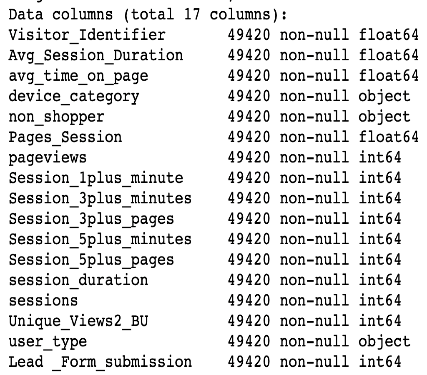 Data columns (total 17 columns):
Visitor_Identifier 49420 non-null float64
Avg_Session_Duration 49420 non-null float64
avg_time_on_page 49420 non-null float64
device_category 49420 non-null object
non_shopper 49420 non-null object
Pages_Session 49420 non-null float64
pageviews 49420 non-null int64
Session_1plus_minute 49420 non-null int64
Session_3plus_minutes 49420 non-null int64
Session_3plus_pages 49420 non-null int64
Session_5plus_minutes 49420 non-null int64
Session_5plus_pages 49420 non-null int64
session_duration 49420 non-null int64
sessions 49420 non-null int64
Unique_Views2_BU 49420 non-null int64
user_type 49420 non-null object
Lead _Form_submission 49420 non-null int64